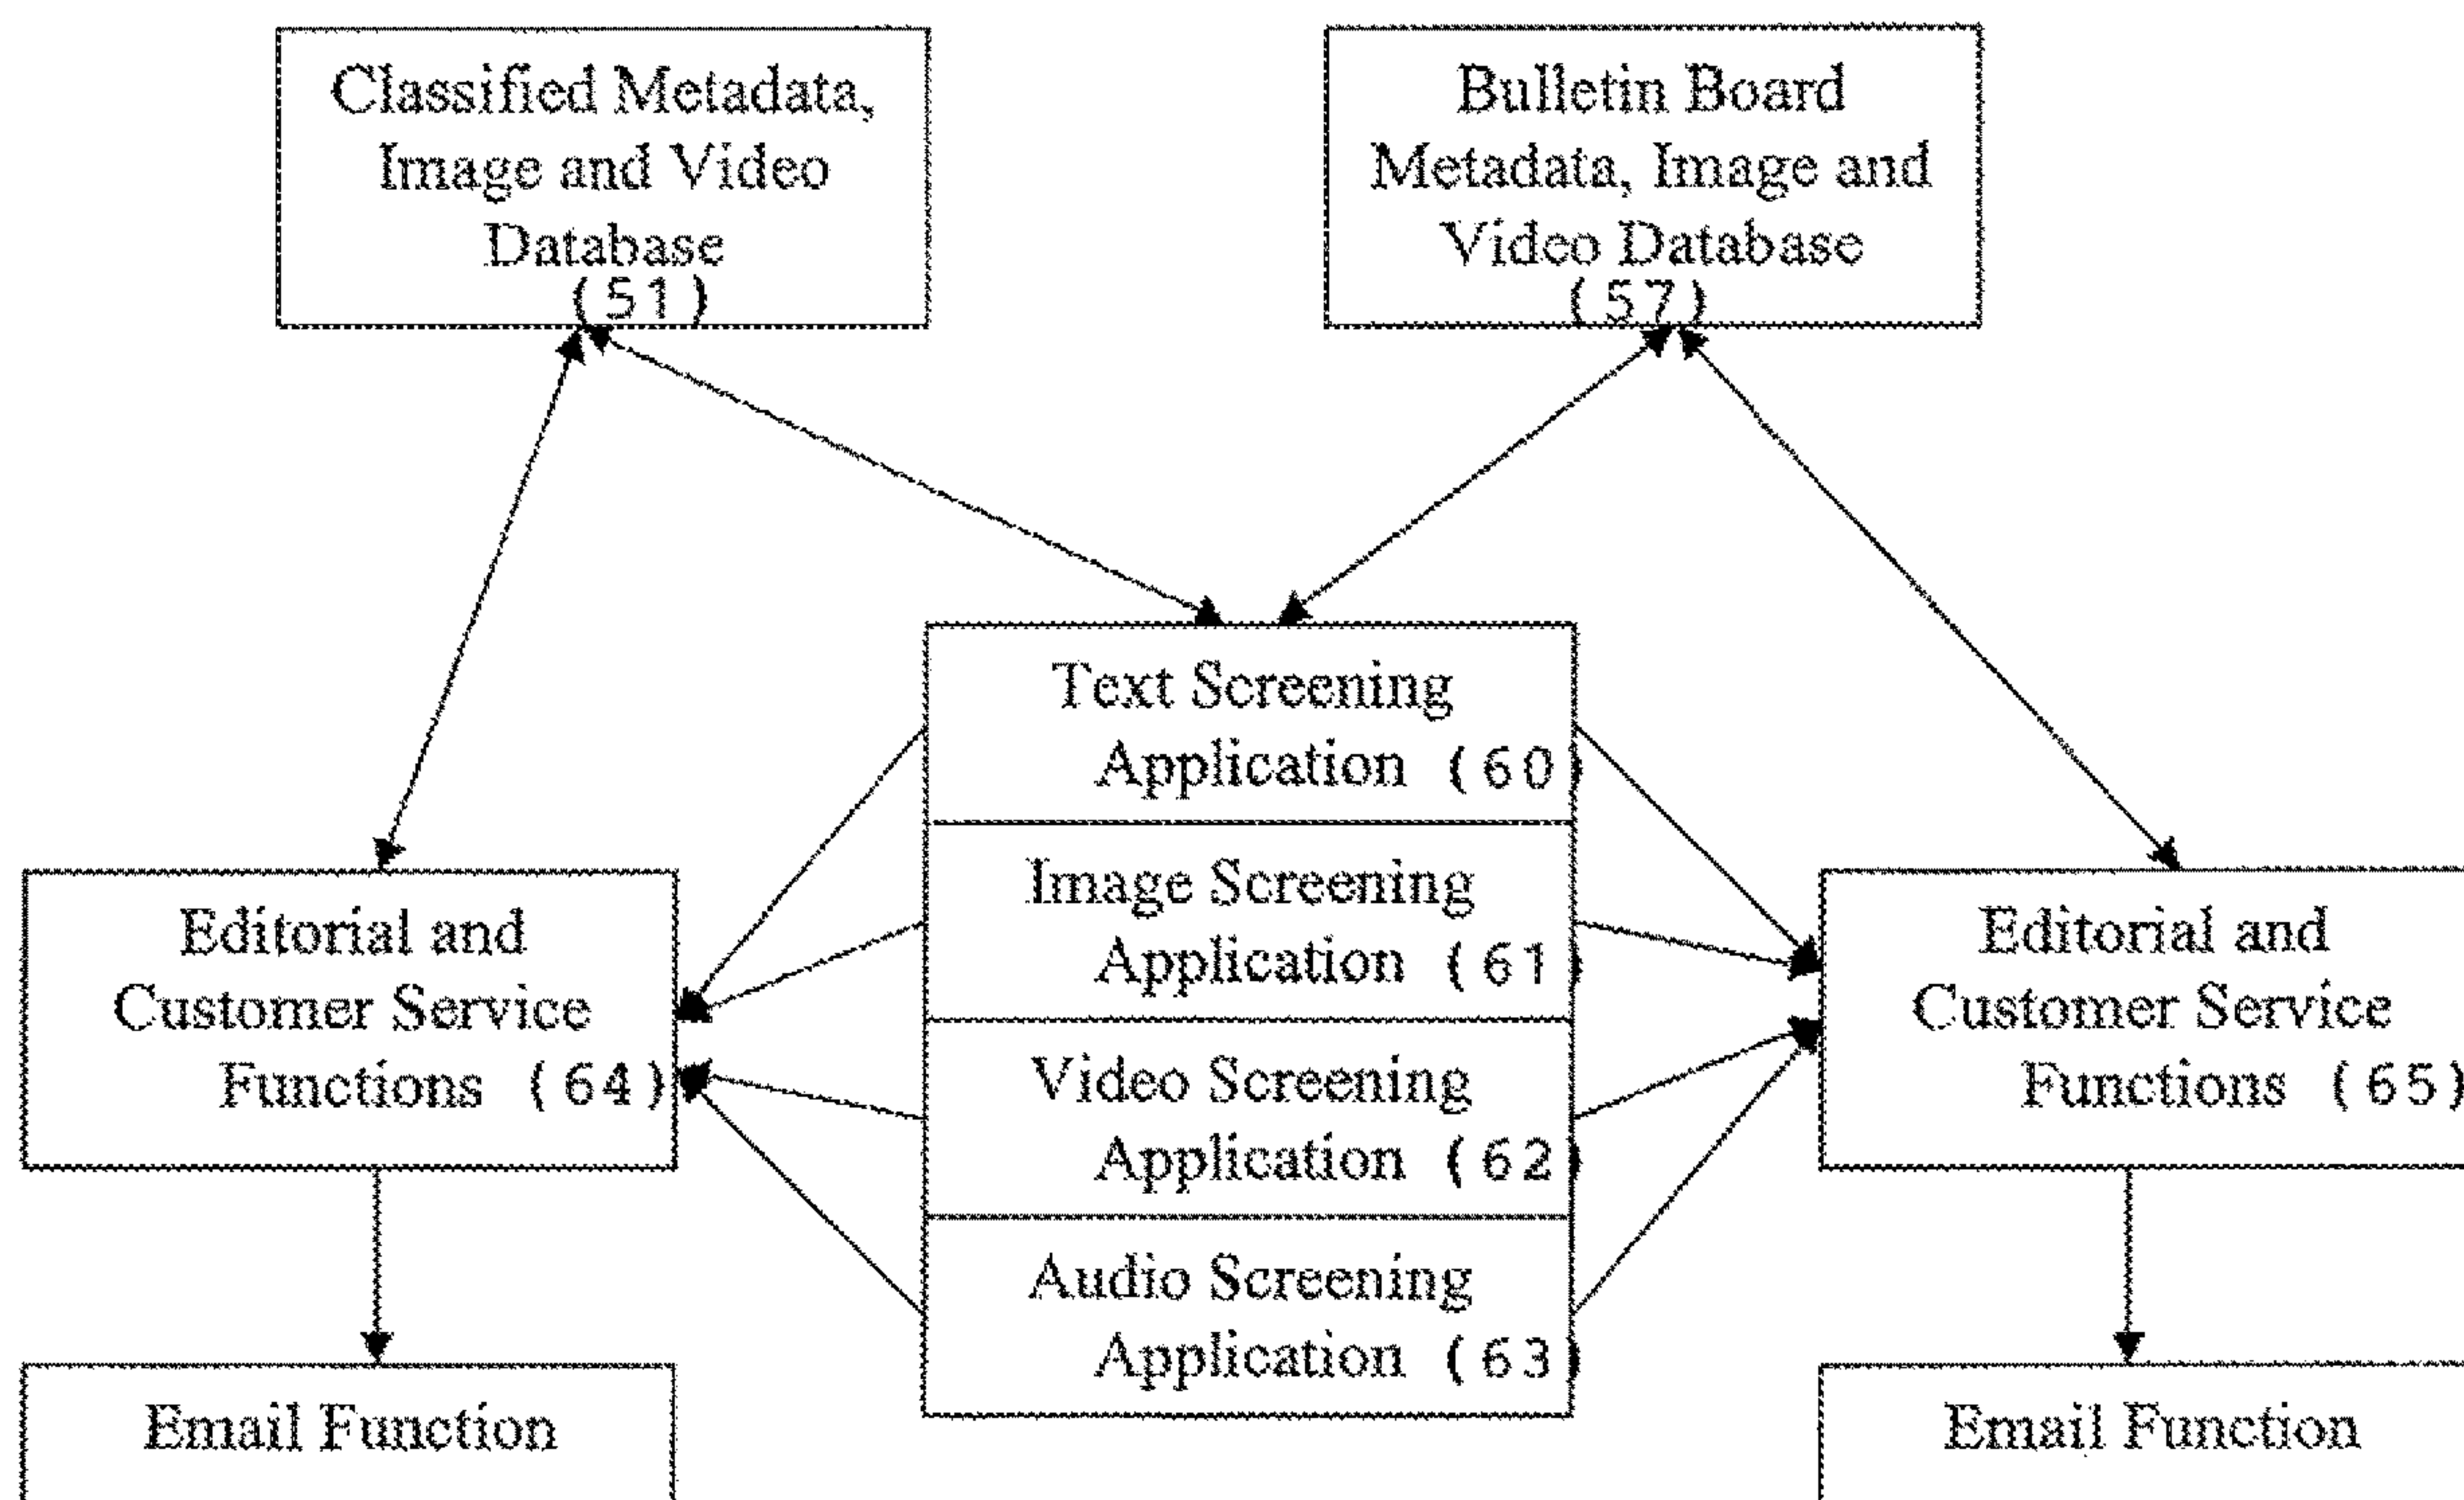 Classified Metadata,
Image and Video
Database
(51)
Bulletin Board
Metadata, Image and
Video Database
(57)
Text Screening
Application (60)
Image Screening
Application (61)
Video Screening
Application (62)
Audio Screening
Application (63)
Editorial and
Customer Service
Functions (64)
Editorial and
Customer Service
Functions (65)
Email Function
Email Function